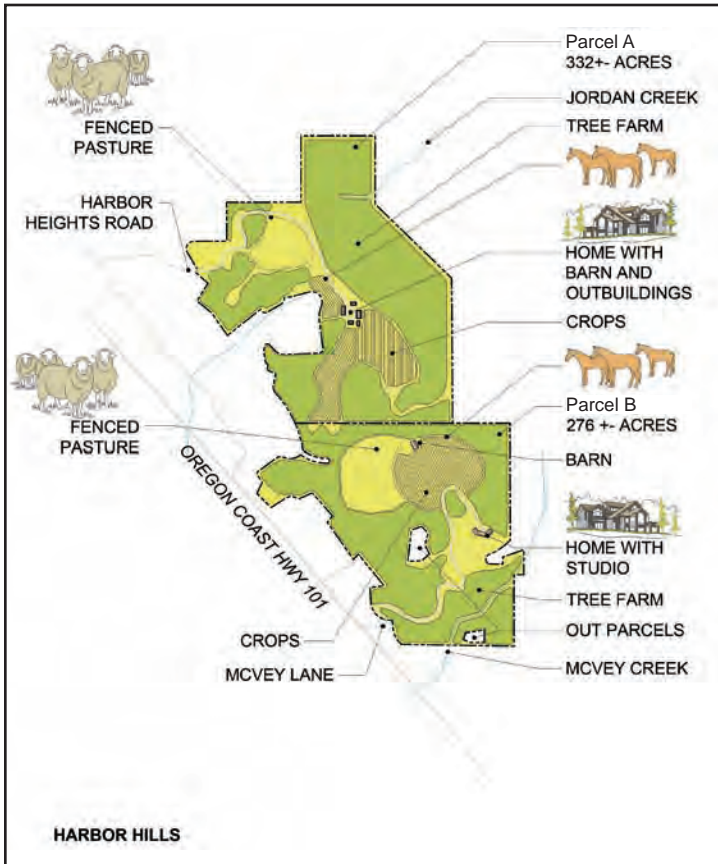 Parcel A
332+- ACRES
JORDAN CREEK
TREE FARM
FENCED
PASTURE
HARBOR
HEIGHTS ROAD
HOME WITH
BARN AND
OUTBUILDINGS
CROPS
Parcel B
276 +- ACRES
FENCED
PASTURE
BARN
OREGON COAST HWY 101
HOME WITH
STUDIO
TREE FARM
CROPS
OUT PARCELS
MCVEY LANE
MCVEY CREEK
HARBOR HILLS